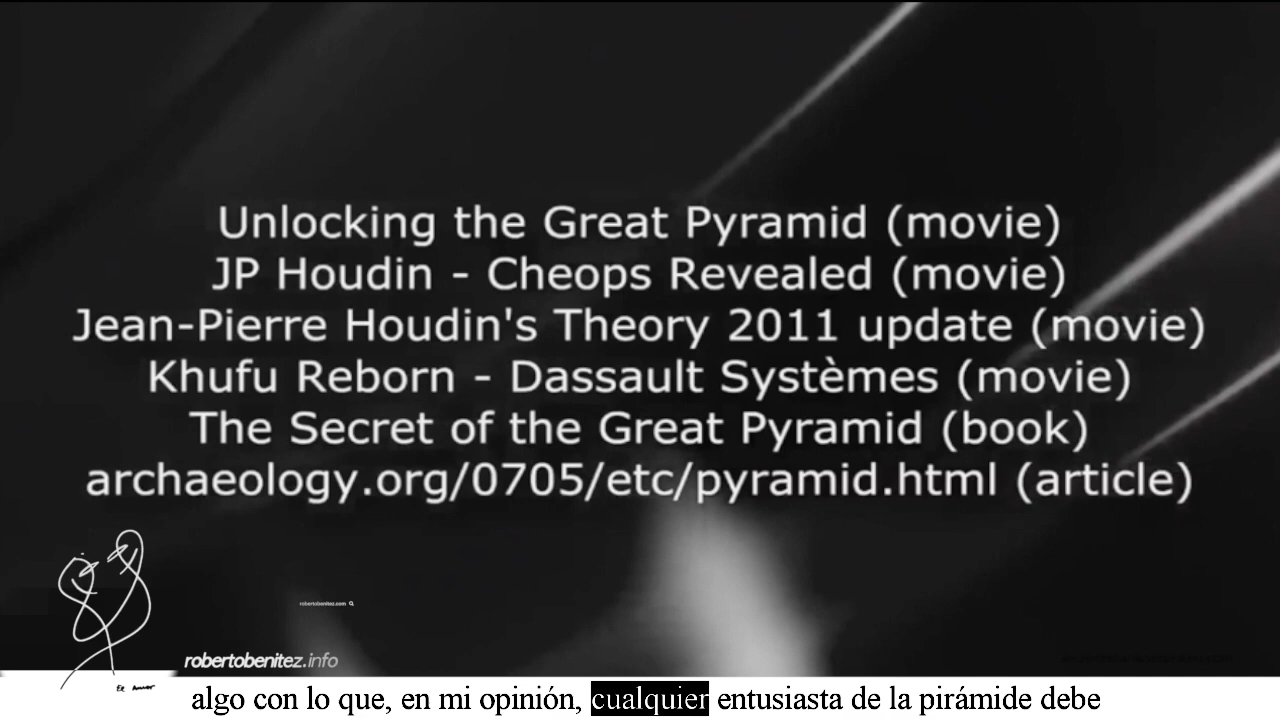 Unlocking the Great Pyramid (movie)
JP Houdin - Cheops Revealed (movie)
Jean-Pierre Houdin's Theory 2011 update (movie)
Khufu Reborn - Dassault Systèmes (movie)
The Secret of the Great Pyramid (book)
archaeology.org/0705/etc/pyramid.html (article)
robertobenitez.com
robertobenitez.info
El Amor
algo con lo que, en mi opinión, cualquier entusiasta de la pirámide debe